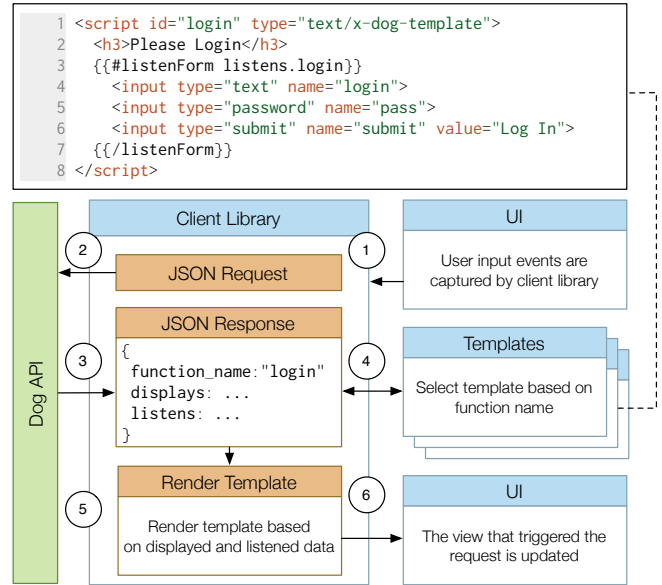 1 <script id="login" type="text/x-dog-template">
2 <h3>Please Login</h3>
3 {{#listenForm listens.login}}
4 <input type="text" name="login">
5 <input type="password" name="pass">
6 <input type="submit" name="submit" value="Log In">
7 {{/listenForm}}
8 </script>
Dog API
Client Library
UI
1
2
JSON Request
User input events are
captured by client library
JSON Response
3
{
function_name:"login"
displays: ...
listens: ...
}
4
Templates
Select template based on
function name
Render Template
5
Render template based
on displayed and listened data
6
UI
The view that triggered the
request is updated